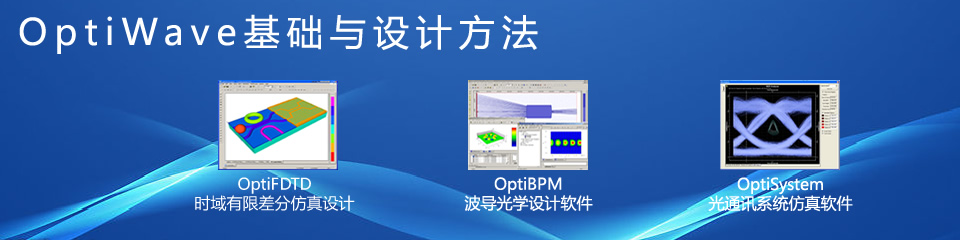 OptiWave基础与设计方法
OptiFDTD
时域有限差分仿真设计
OptiBPM
波导光学设计软件
OptiSystem
光通讯系统仿真软件